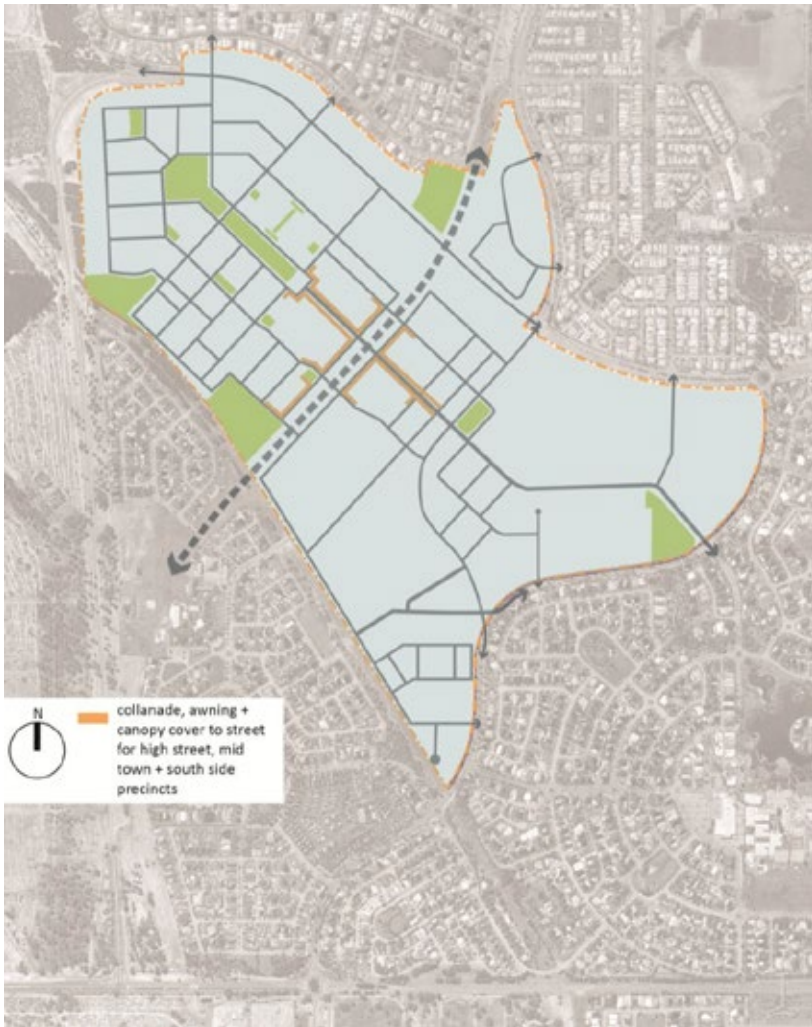 N
collanade, awning +
canopy cover to street
for high street, mid
town + south side
precincts